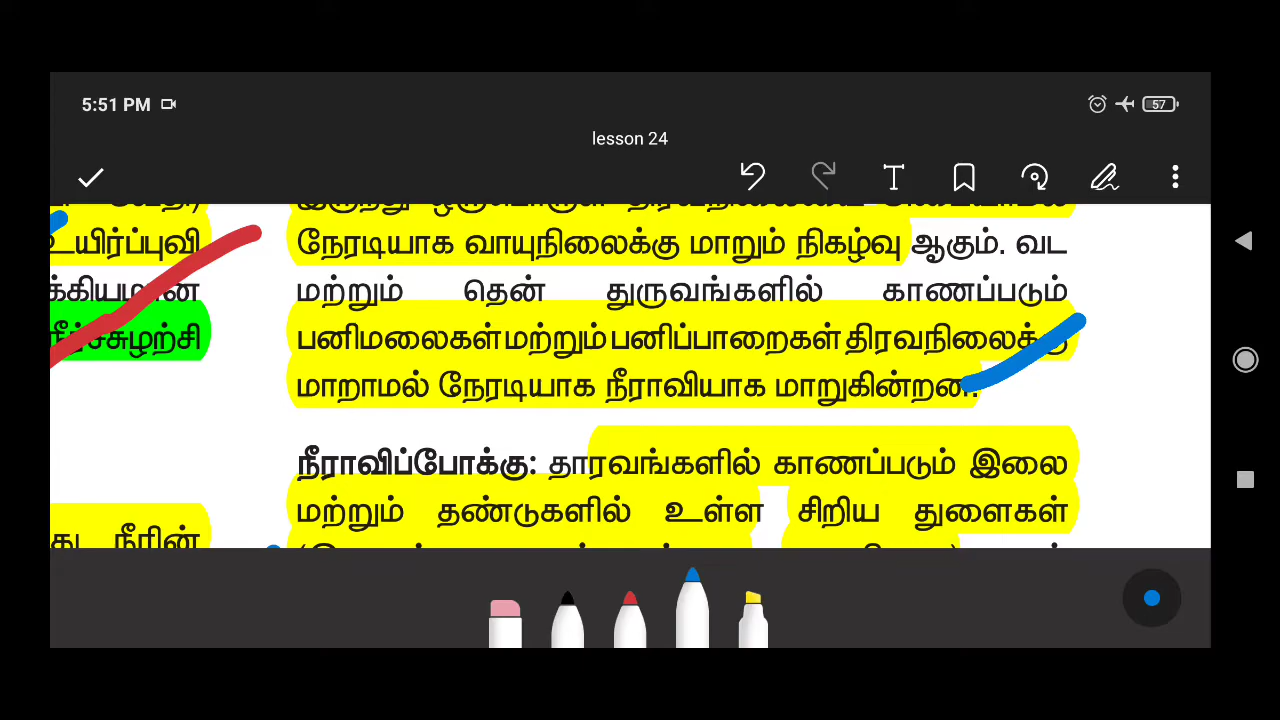 5:51 PM
57
lesson 24
உயிர்ப்புவி
நீர்ச்சுழற்சி
நீரின்
நேரடியாக வாயுநிலைக்கு மாறும் நிகழ்வு ஆகும். வட
மற்றும் தென் துருவங்களில் காணப்படும்
பனிமலைகள் மற்றும் பனிப்பாறைகள் திரவநிலைக்கு
மாறாமல் நேரடியாக நீராவியாக மாறுகின்றன.
நீராவிப்போக்கு: தாரவங்களில் காணப்படும் இலை
மற்றும் தண்டுகளில் உள்ள சிறிய துளைகள்